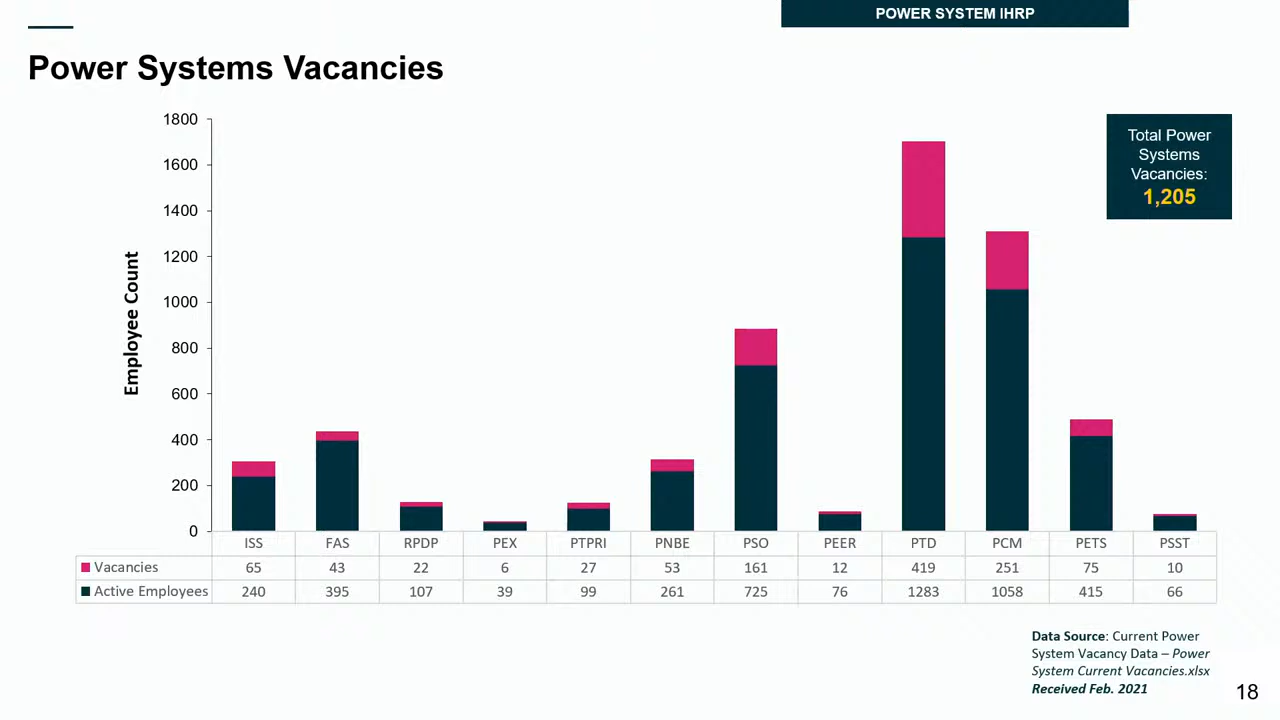 POWER SYSTEM IHRP
Power Systems Vacancies
Total Power
Systems
Vacancies:
1,205
Employee Count
1800
1600
1400
1200
1000
800
600
400
200
0
ISS FAS RPDP PEX PTPRI PNBE PSO PEER PTD PCM PETS PSST
Vacancies 65 43 22 6 27 53 161 12 419 251 75 10
Active Employees 240 395 107 39 99 261 725 76 1283 1058 415 66
Data Source: Current Power
System Vacancy Data – Power
System Current Vacancies.xlsx
Received Feb. 2021
18